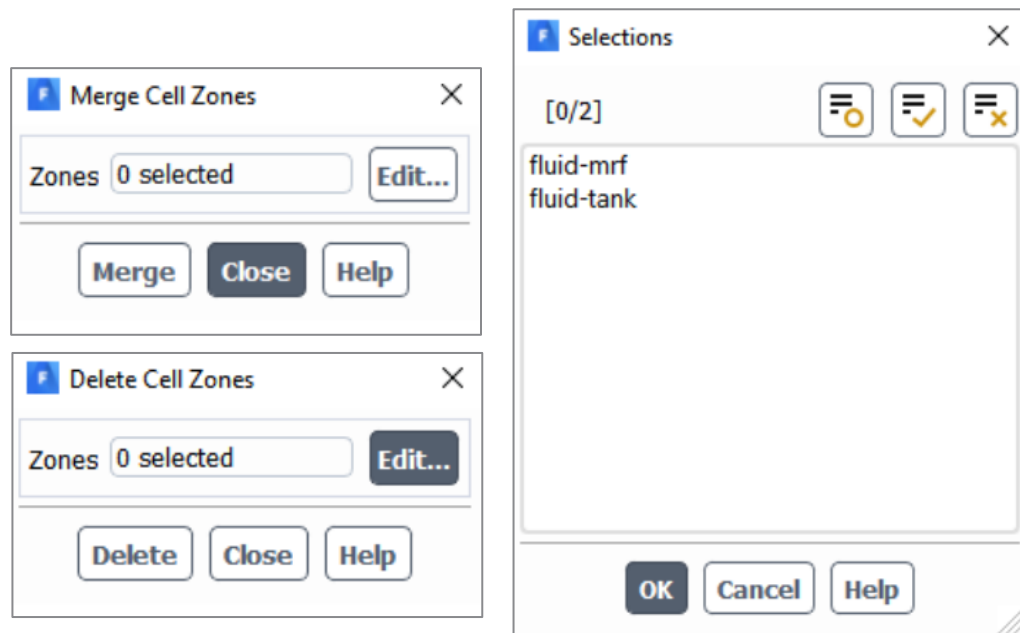 Merge Cell Zones
Zones 0 selected Edit...
Merge Close Help
Delete Cell Zones
Zones 0 selected Edit...
Delete Close Help
Selections
[0/2]
fluid-mrf
fluid-tank
OK Cancel Help